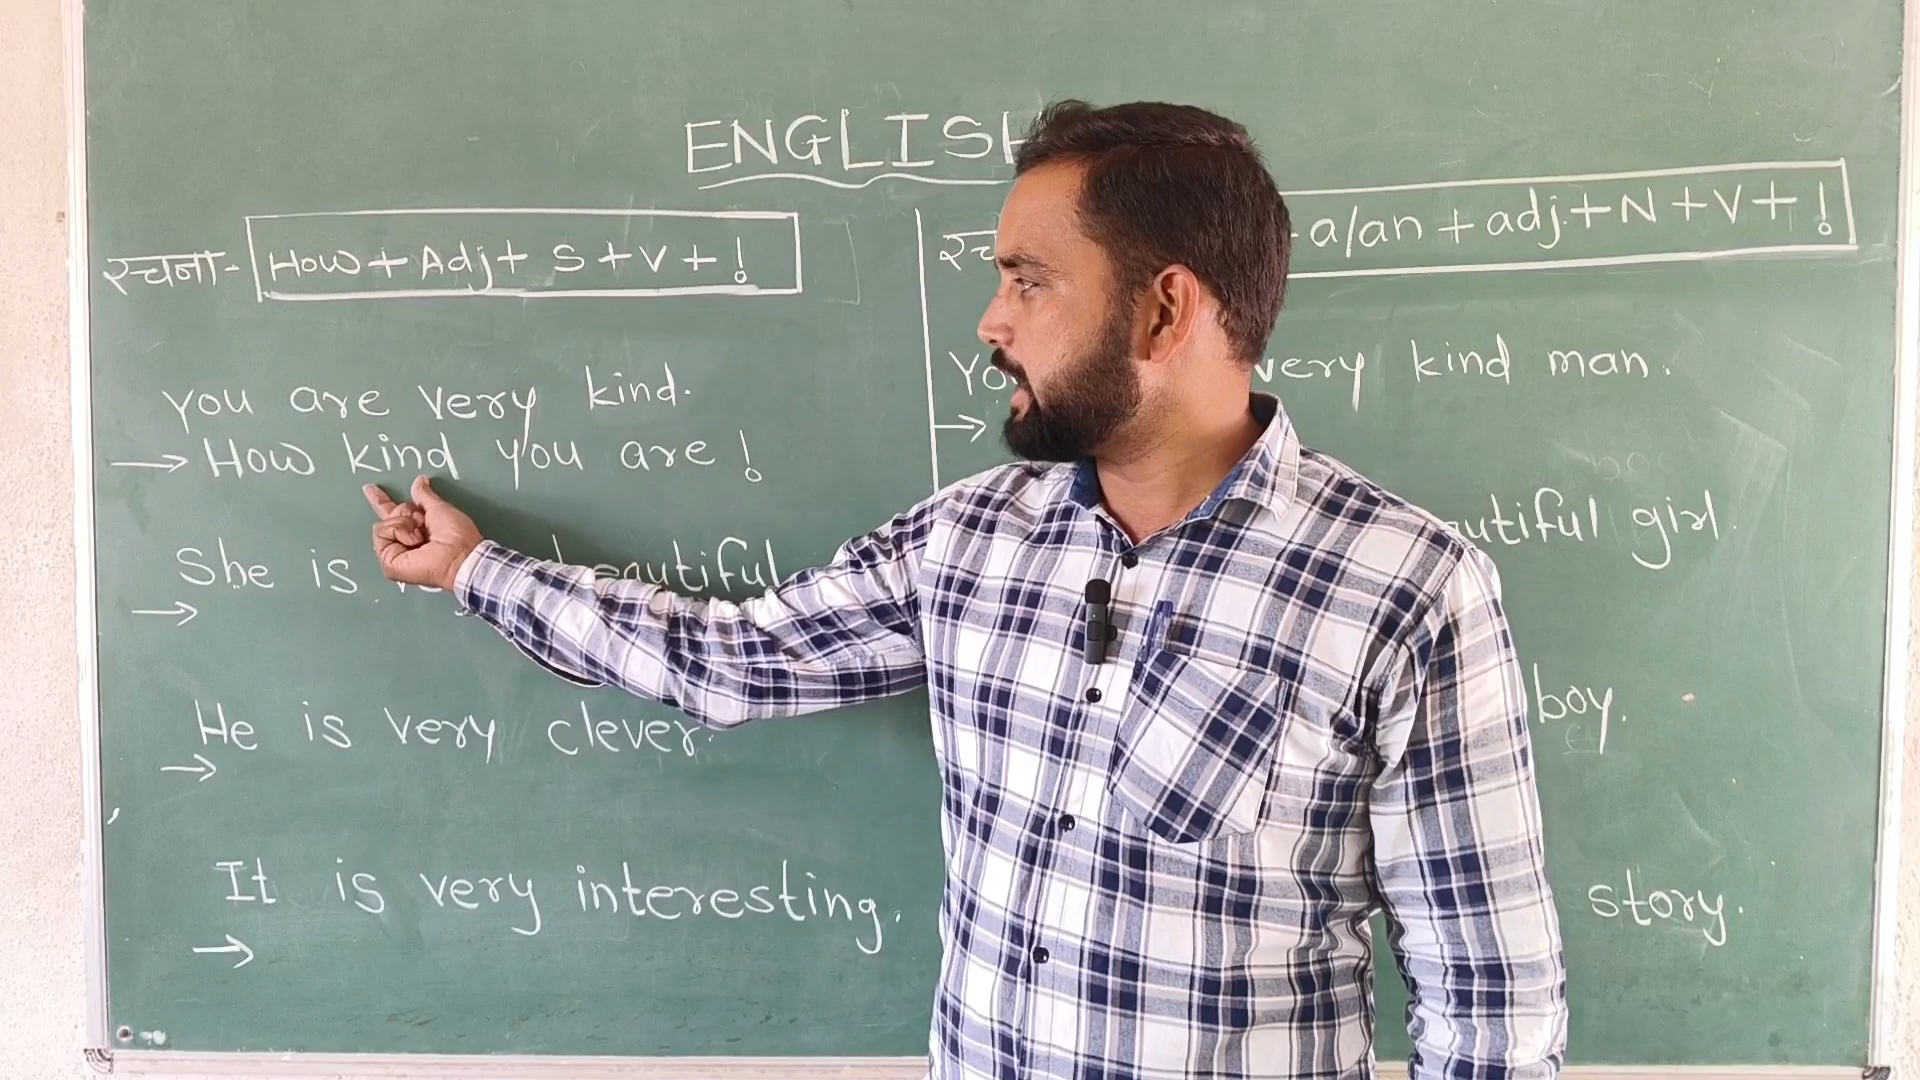 ENGLISH
रचना- How + Adj + S + V + !
You are very kind.
→ How kind you are !
She is beautiful
→
He is very clever.
→
It is very interesting.
→
a/an + adj. + N + V + !
very kind man.
→
girl.
boy.
story.